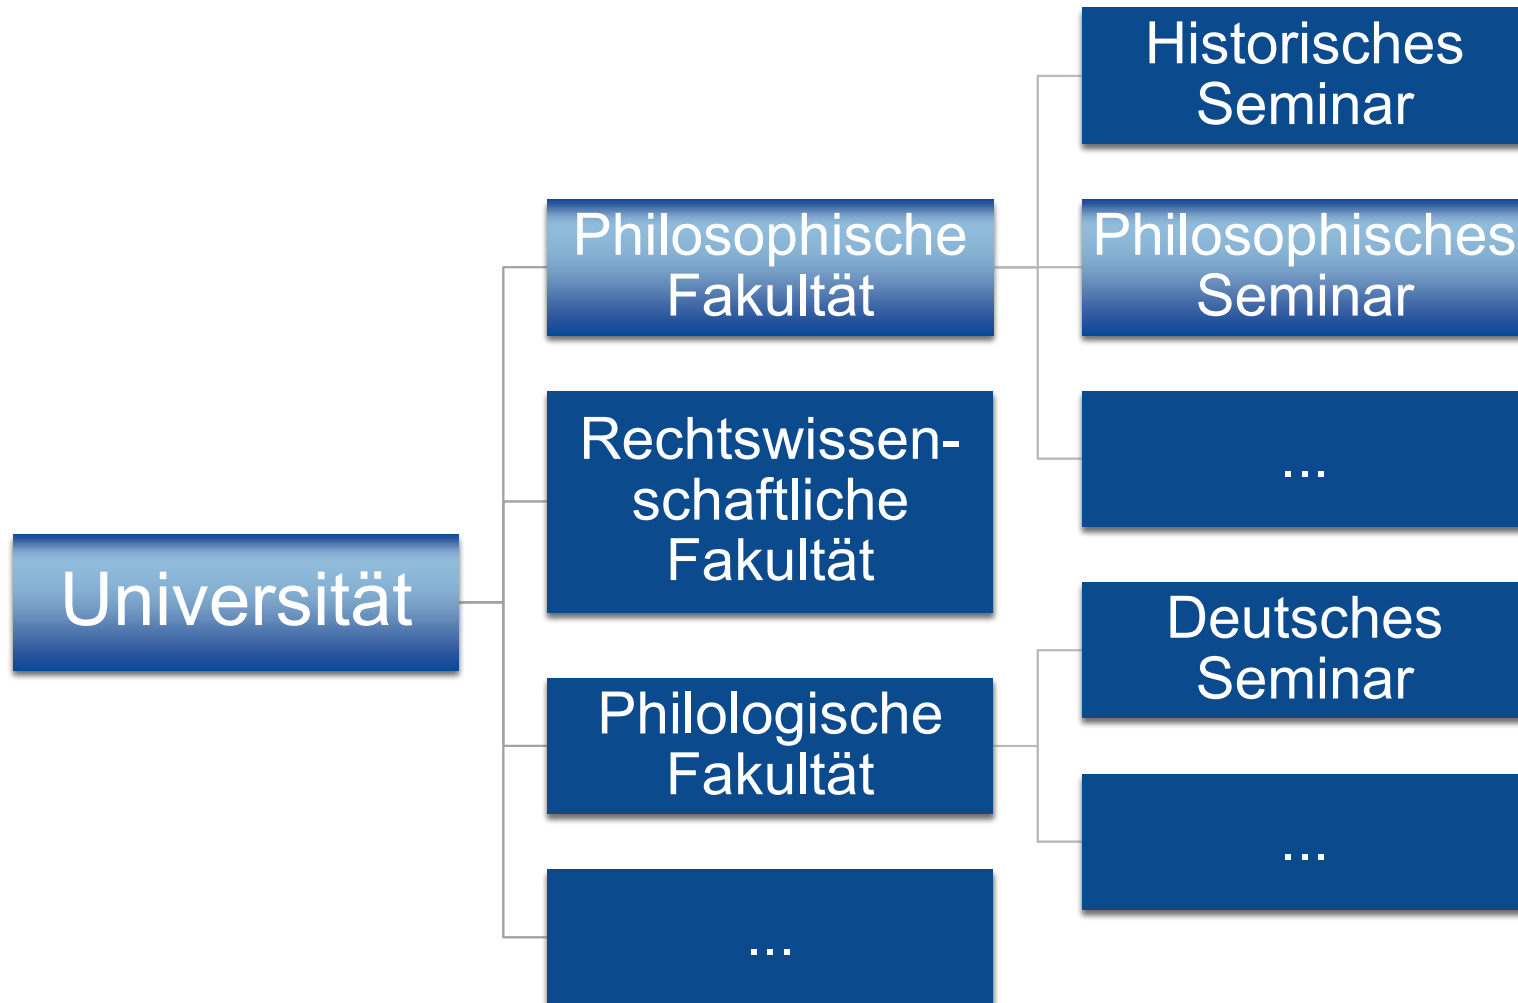 Universität
Philosophische
Fakultät
Rechtswissen-
schaftliche
Fakultät
Philologische
Fakultät
...
Historisches
Seminar
Philosophisches
Seminar
...
Deutsches
Seminar
...